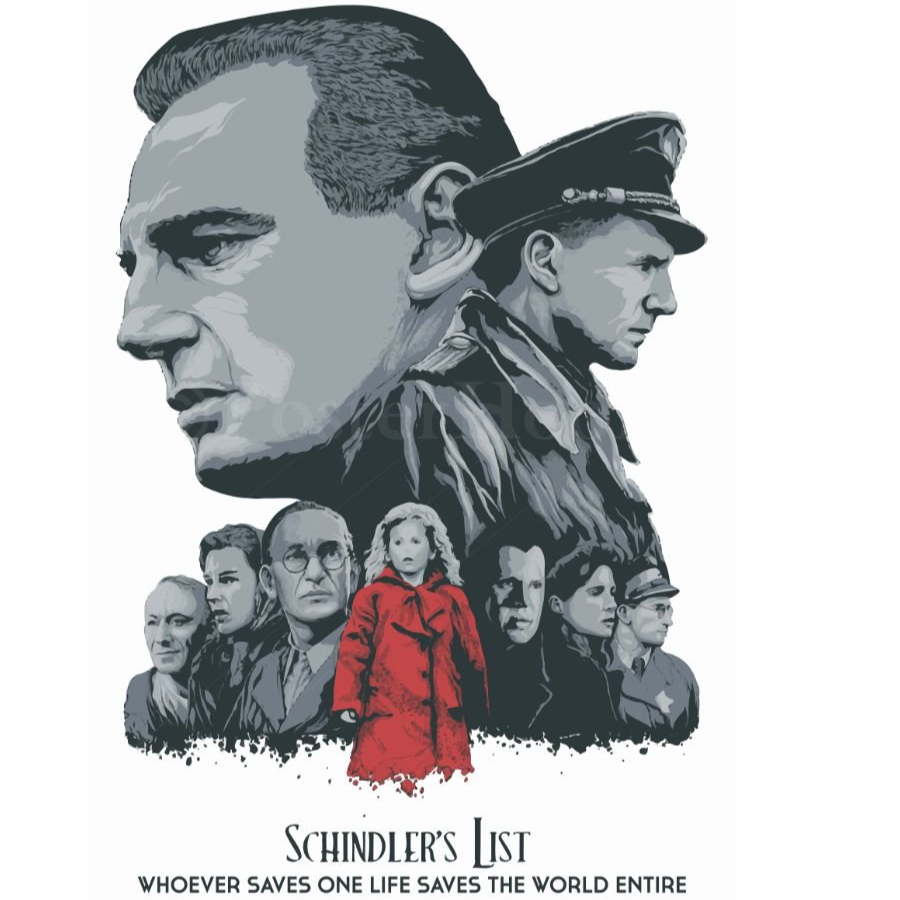 SCHINDLER'S LIST
WHOEVER SAVES ONE LIFE SAVES THE WORLD ENTIRE